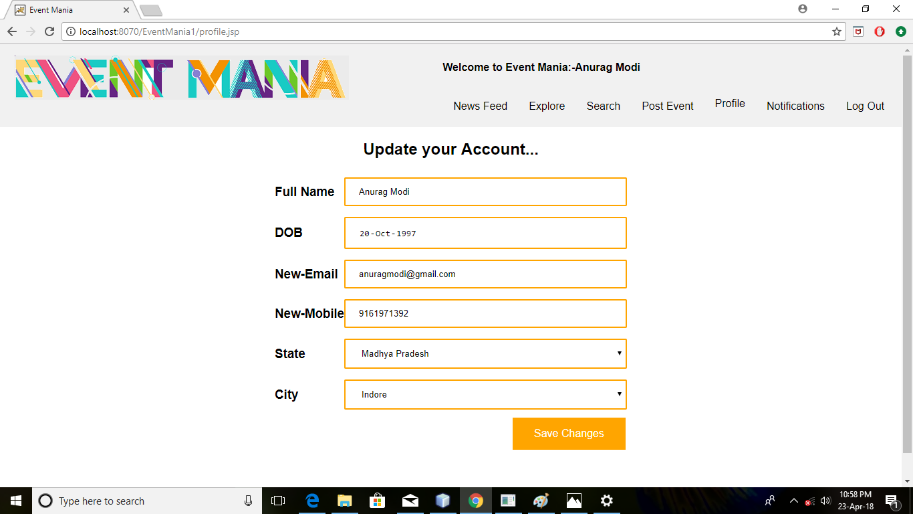 Event Mania
localhost:8070/EventMania1/profile.jsp
EVENT MANIA
Welcome to Event Mania:-Anurag Modi
News Feed Explore Search Post Event Profile Notifications Log Out
Update your Account...
Full Name Anurag Modi
DOB 20-Oct-1997
New-Email anuragmodi@gmail.com
New-Mobile 9161971392
State Madhya Pradesh
City Indore
Save Changes
Type here to search
10:58 PM
23-Apr-18
1